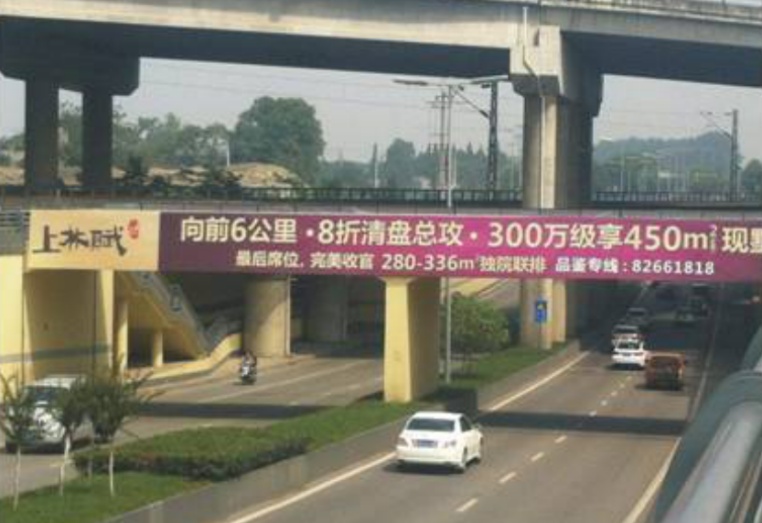 上林赋
向前6公里·8折清盘总攻·300万级享450m²现墅
最后席位,完美收官 280-336m²独院联排 品鉴专线:82661818